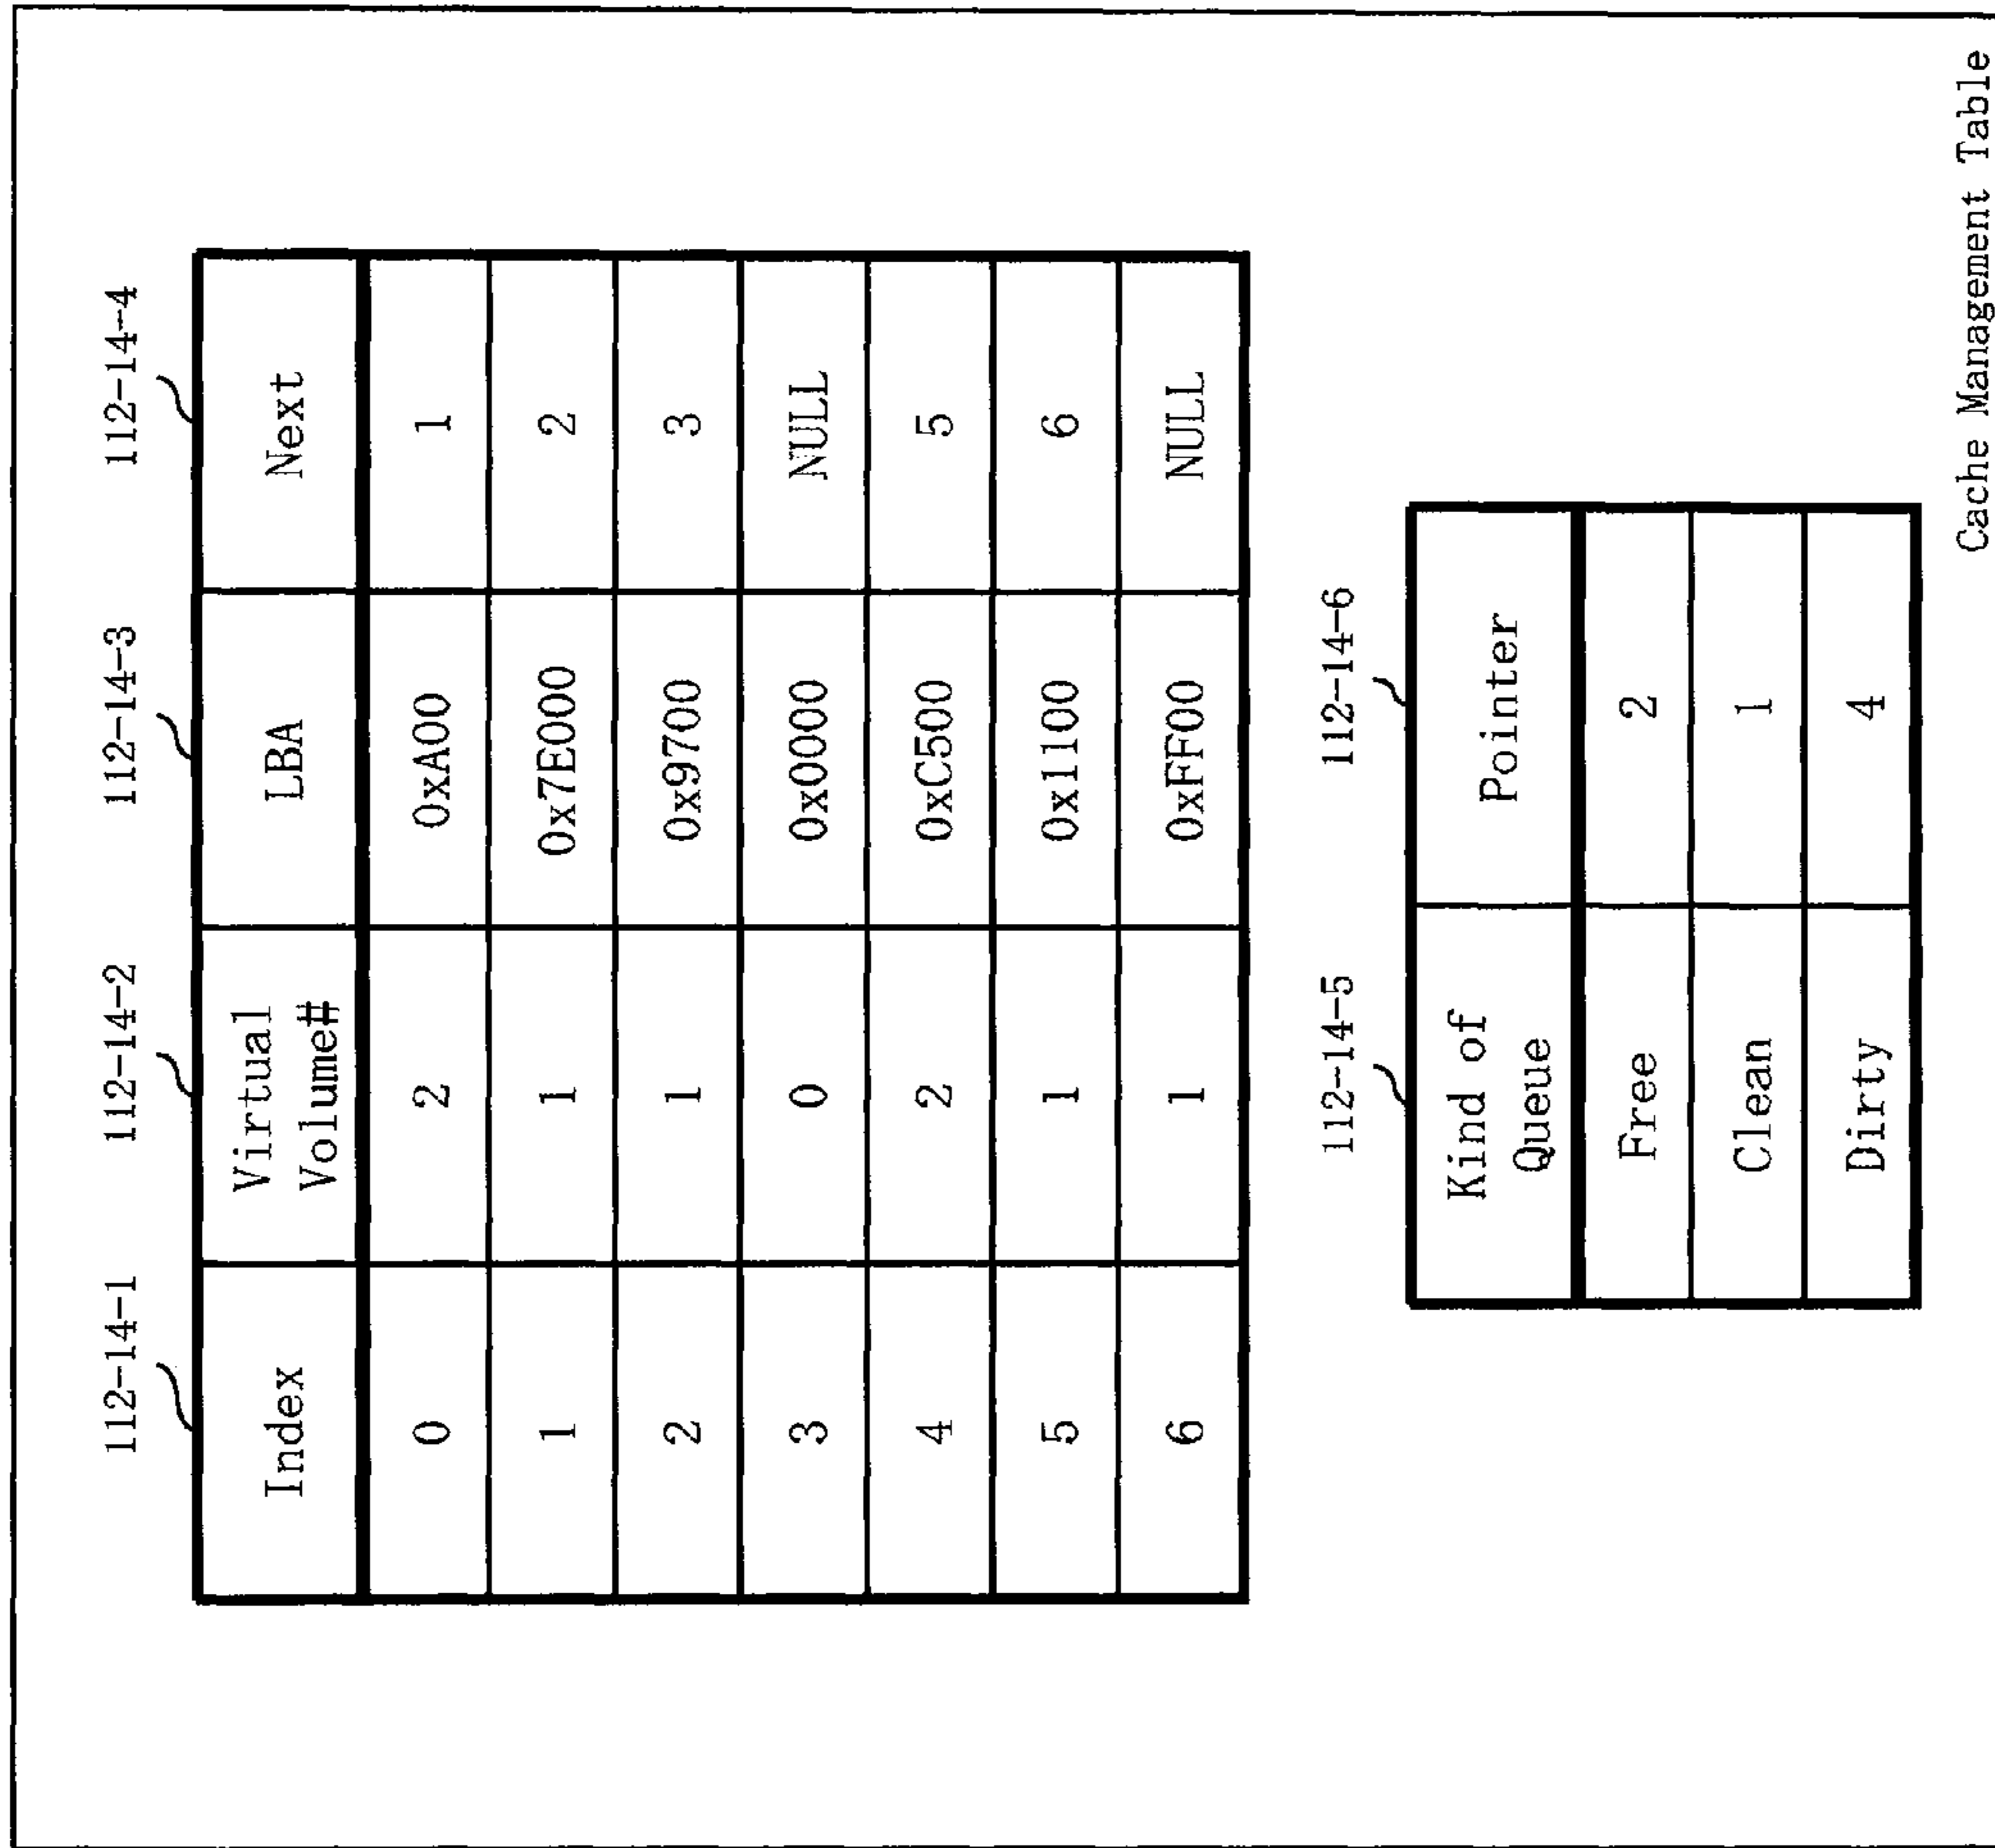 112-14-1 112-14-2 112-14-3 112-14-4
Index Virtual Volume# LBA Next
0 2 0xA00 1
1 1 0x7E000 2
2 1 0x9700 3
3 0 0x0000 NULL
4 2 0xC500 5
5 1 0x1100 6
6 1 0xFF00 NULL
112-14-5 112-14-6
Kind of Queue Pointer
Free 2
Clean 1
Dirty 4
Cache Management Table